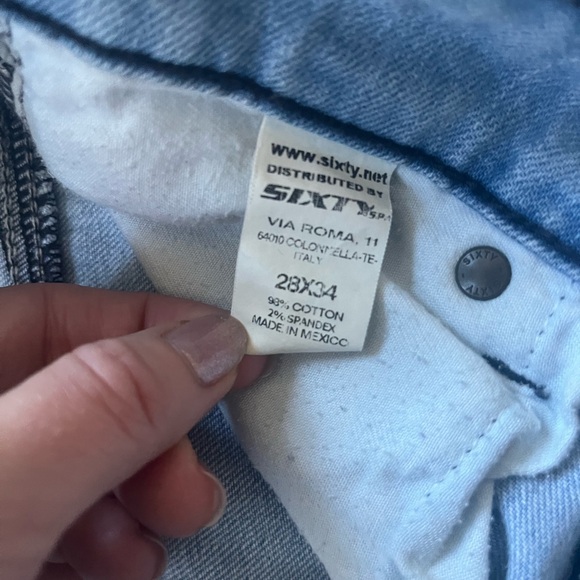 www.sixty.net
DISTRIBUTED BY
SIXTY S.P.A
VIA ROMA, 11
64010 COLONNELLA-TE-
ITALY
28X34
98% COTTON
2% SPANDEX
MADE IN MEXICO
SIXTY
SIXTY